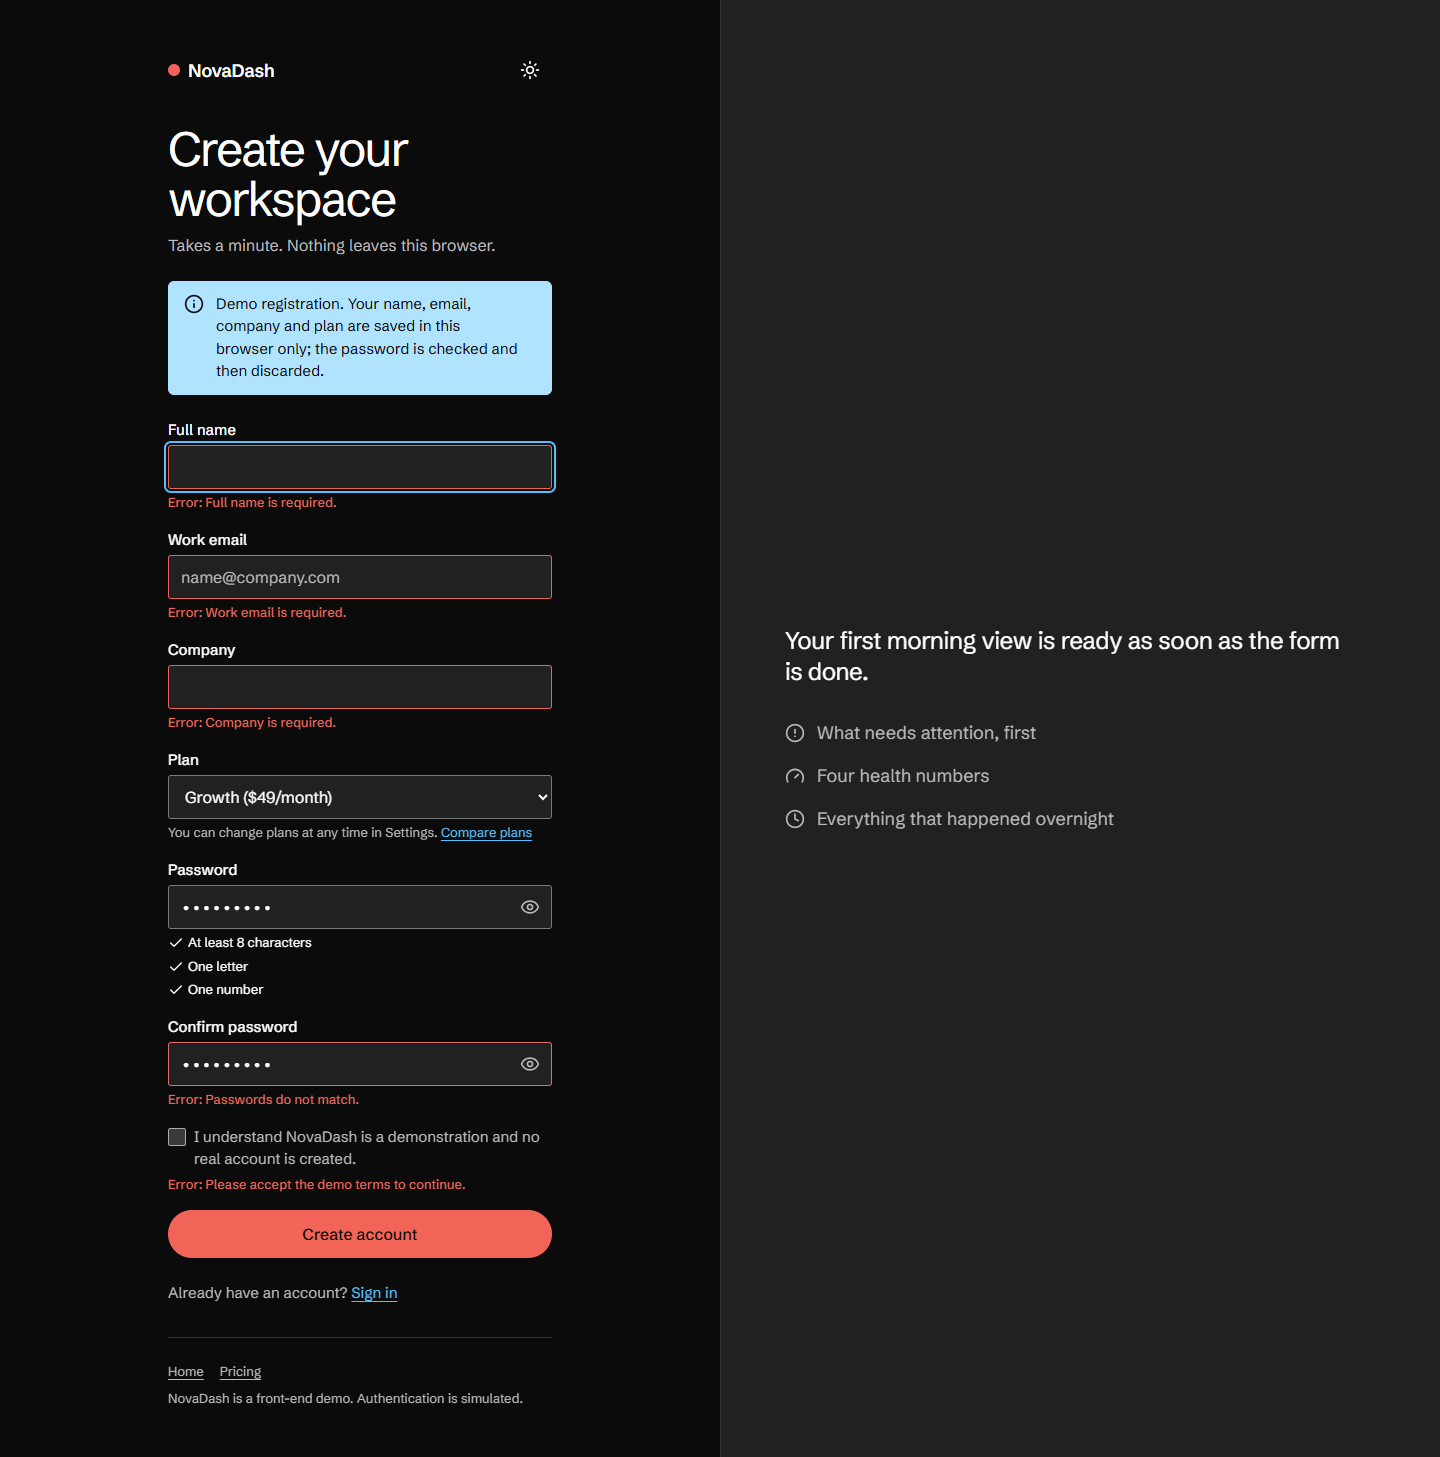 NovaDash
Create your
workspace
Takes a minute. Nothing leaves this browser.
Demo registration. Your name, email,
company and plan are saved in this
browser only; the password is checked and
then discarded.
Full name
Error: Full name is required.
Work email
name@company.com
Error: Work email is required.
Company
Error: Company is required.
Plan
Growth ($49/month)
You can change plans at any time in Settings. Compare plans
Password
•••••••••
At least 8 characters
One letter
One number
Confirm password
•••••••••
Error: Passwords do not match.
I understand NovaDash is a demonstration and no
real account is created.
Error: Please accept the demo terms to continue.
Create account
Already have an account? Sign in
Home Pricing
NovaDash is a front-end demo. Authentication is simulated.
Your first morning view is ready as soon as the form
is done.
What needs attention, first
Four health numbers
Everything that happened overnight